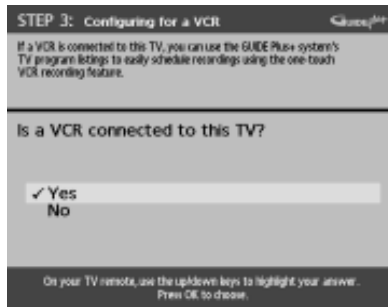 STEP 3: Configuring for a VCR GUIDE Plus+
If a VCR is connected to this TV, you can use the GUIDE Plus+ system's
TV program listings to easily schedule recordings using the one-touch
VCR recording feature.
Is a VCR connected to this TV?
✓ Yes
No
On your TV remote, use the up/down keys to highlight your answer.
Press OK to choose.